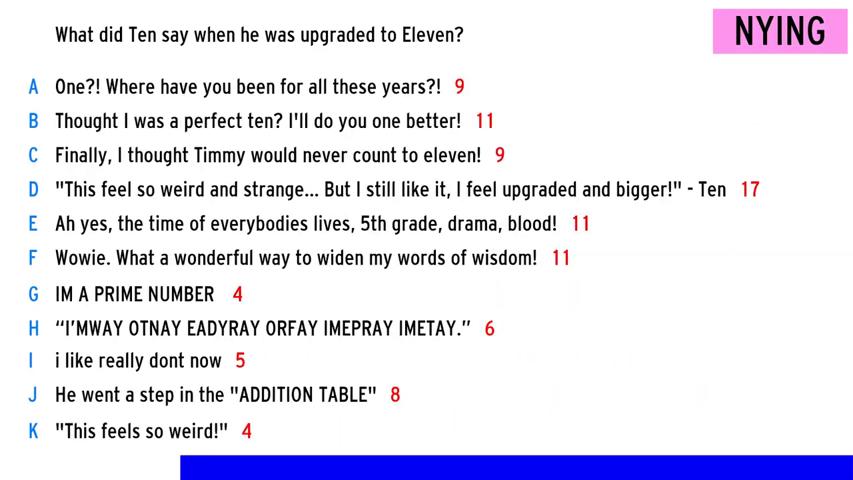 What did Ten say when he was upgraded to Eleven?
NYING
A One?! Where have you been for all these years?! 9
B Thought I was a perfect ten? I'll do you one better! 11
C Finally, I thought Timmy would never count to eleven! 9
D "This feel so weird and strange... But I still like it, I feel upgraded and bigger!" - Ten 17
E Ah yes, the time of everybodies lives, 5th grade, drama, blood! 11
F Wowie. What a wonderful way to widen my words of wisdom! 11
G IM A PRIME NUMBER 4
H “I’MWAY OTNAY EADYRAY ORFAY IMEPRAY IMETAY.” 6
I i like really dont now 5
J He went a step in the "ADDITION TABLE" 8
K "This feels so weird!" 4